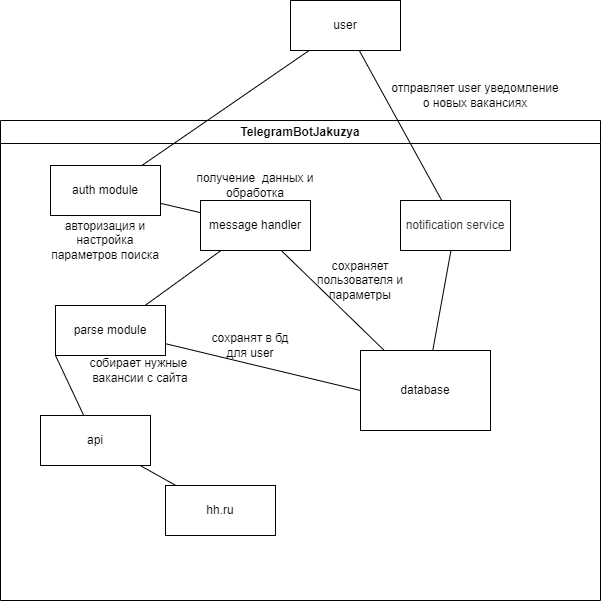 user
отправляет user уведомление
о новых вакансиях
TelegramBotJakuzya
auth module
получение данных и
обработка
message handler
notification service
авторизация и
настройка
параметров поиска
сохраняет
пользователя и
параметры
parse module
сохранят в бд
для user
собирает нужные
вакансии с сайта
database
api
hh.ru